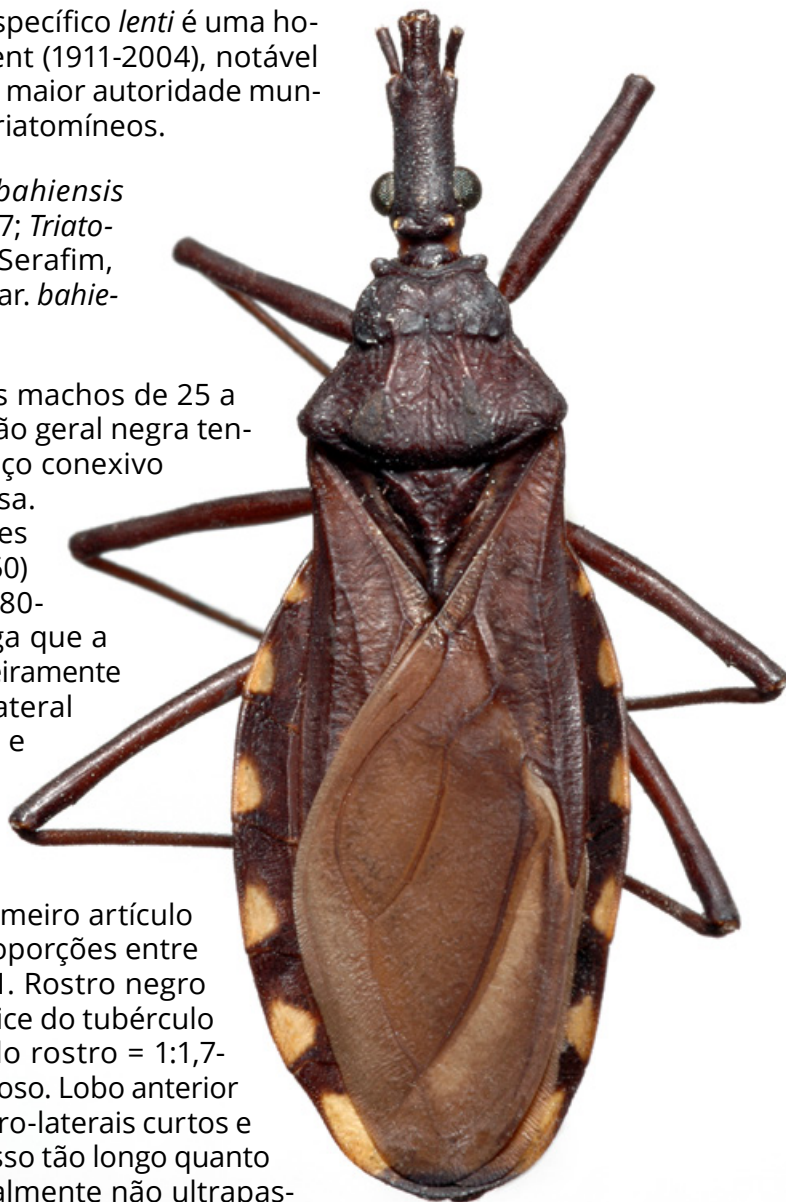 specífico lenti é uma ho-
ent (1911-2004), notável
maior autoridade mun-
riatomíneos.
bahiensis
7; Triato-
Serafim,
ar. bahie-
s machos de 25 a
ão geral negra ten-
ço conexivo
sa.
es
60)
80-
ga que a
eiramente
ateral
e
meiro artículo
oporções entre
1. Rostro negro
ice do tubérculo
do rostro = 1:1,7-
oso. Lobo anterior
ro-laterais curtos e
sso tão longo quanto
almente não ultrapas-